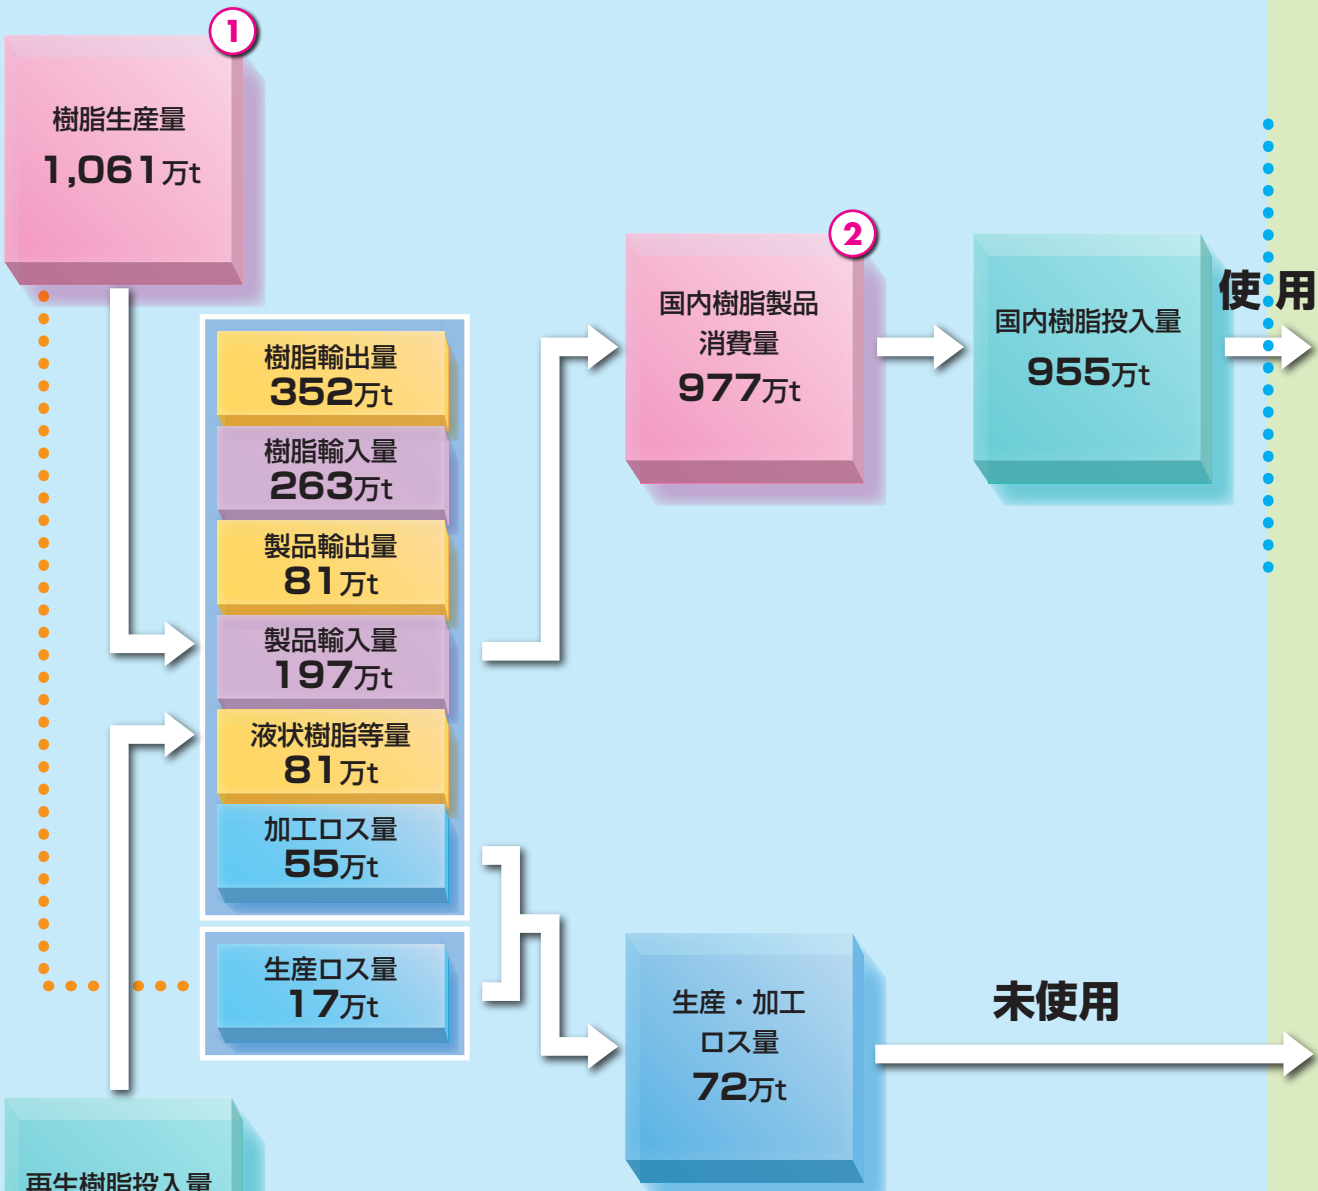 1
樹脂生産量
1,061万t
樹脂輸出量
352万t
樹脂輸入量
263万t
製品輸出量
81万t
製品輸入量
197万t
液状樹脂等量
81万t
加工ロス量
55万t
生産ロス量
17万t
再生樹脂投入量
2
国内樹脂製品
消費量
977万t
国内樹脂投入量
955万t
使用
生産・加工
ロス量
72万t
未使用